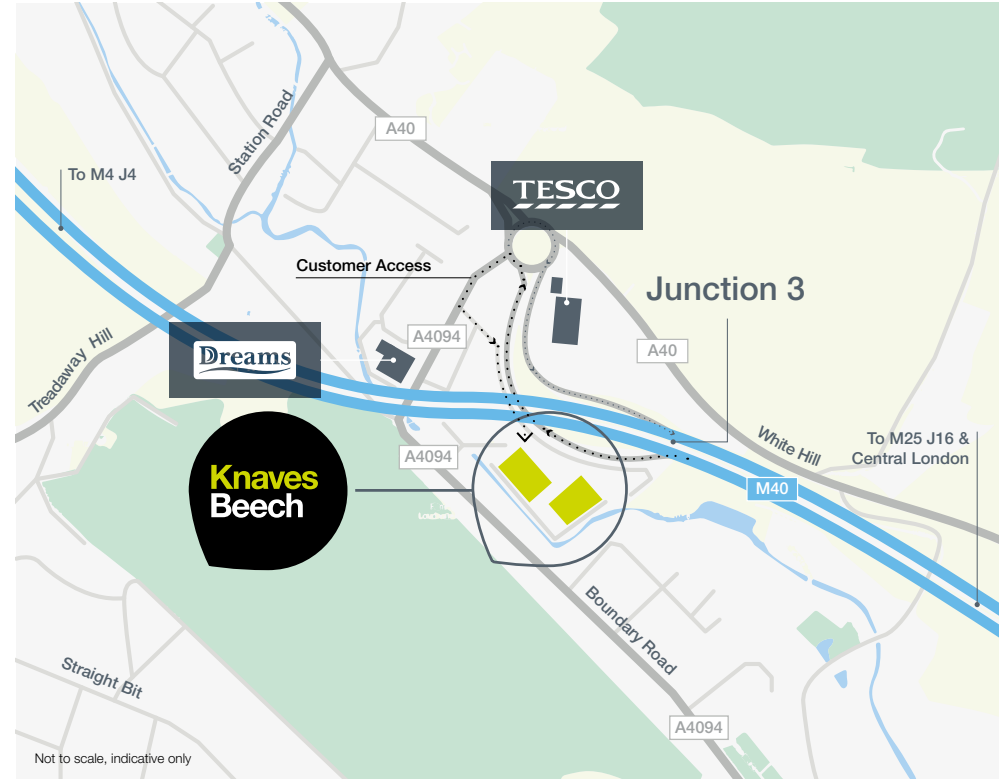 Station Road
A40
To M4 J4
TESCO
Customer Access
Junction 3
A4094
A40
Dreams
Treadaway Hill
White Hill
To M25 J16 &
Central London
A4094
Knaves
Beech
M40
Boundary Road
Straight Bit
A4094
Not to scale, indicative only